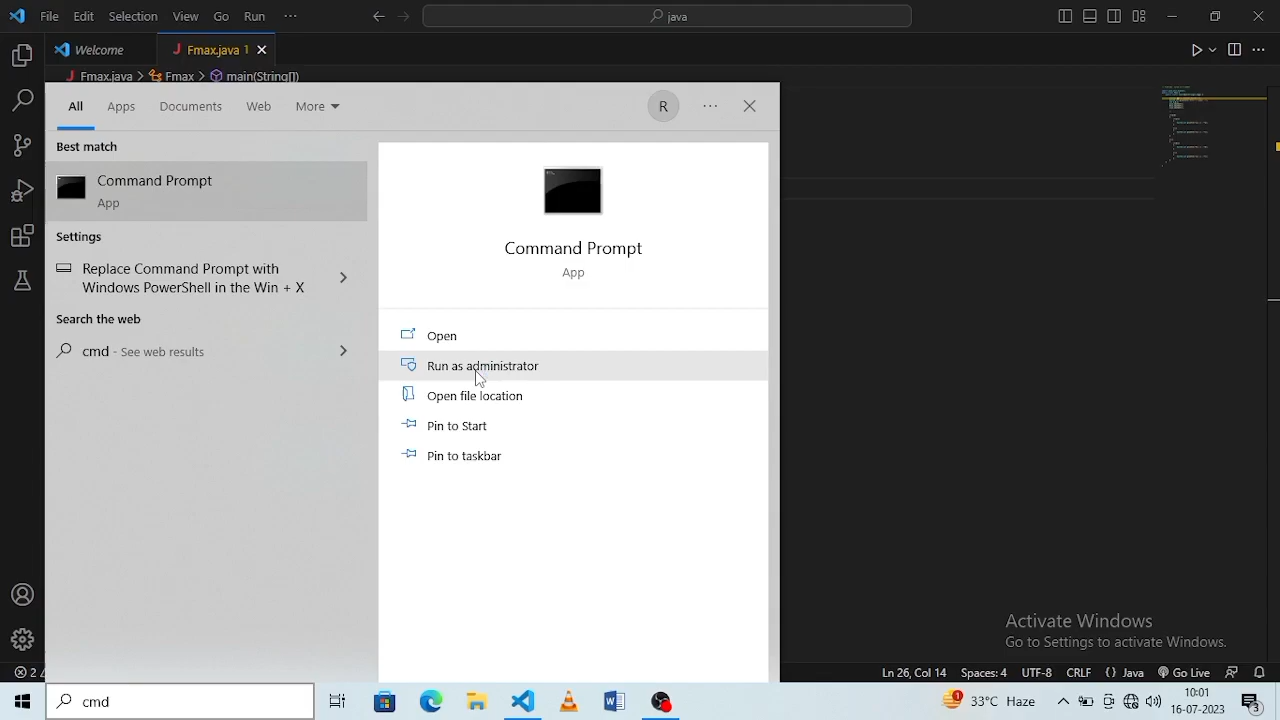 File Edit Selection View Go Run ···
java
Welcome
Fmax.java 1
Fmax.java > Fmax > main(String[])
All Apps Documents Web More
R
Best match
Command Prompt
App
Settings
Replace Command Prompt with
Windows PowerShell in the Win + X
Search the web
cmd - See web results
Command Prompt
App
Open
Run as administrator
Open file location
Pin to Start
Pin to taskbar
Activate Windows
Go to Settings to activate Windows.
2
Ln 26, Col 14 Spaces: 4 UTF-8 CRLF {} Java Go Live
cmd
1
33°C Haze
10:01
16-07-2023
3